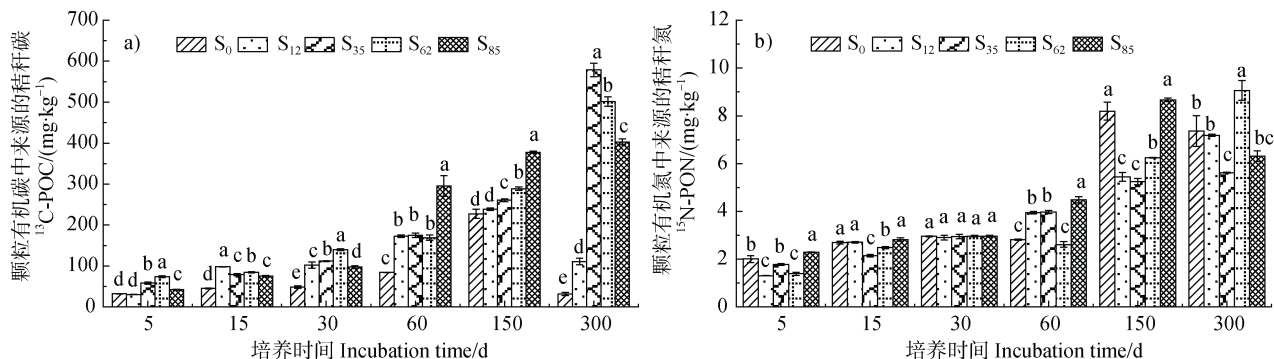 a)
S₀ S₁₂ S₃₅ S₆₂ S₈₅
颗粒有机碳中来源的秸秆碳
¹³C-POC/(mg·kg⁻¹)
700
600
500
400
300
200
100
0
d d b a c
d a c b c
e c b a d
c b b b a
d d c b a
e d a b c
5 15 30 60 150 300
培养时间 Incubation time/d
b)
S₀ S₁₂ S₃₅ S₆₂ S₈₅
颗粒有机氮中来源的秸秆氮
¹⁵N-PON/(mg·kg⁻¹)
12
10
8
6
4
2
0
b c b c a
a a c b a
a a a a a
c b b c a
a c c b a
b b c a bc
5 15 30 60 150 300
培养时间 Incubation time/d